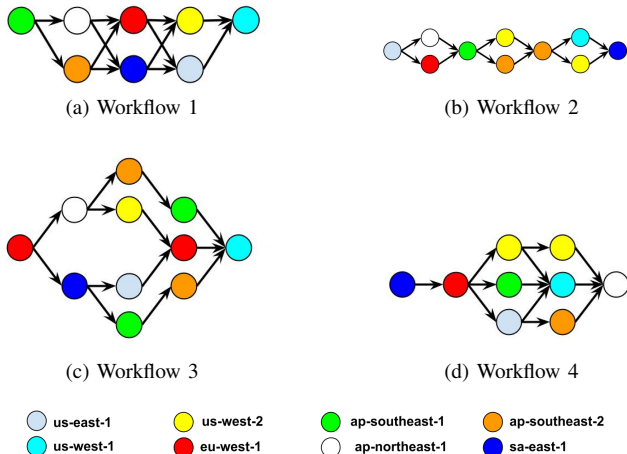 (a) Workflow 1
(b) Workflow 2
(c) Workflow 3
(d) Workflow 4
us-east-1 us-west-2 ap-southeast-1 ap-southeast-2
us-west-1 eu-west-1 ap-northeast-1 sa-east-1